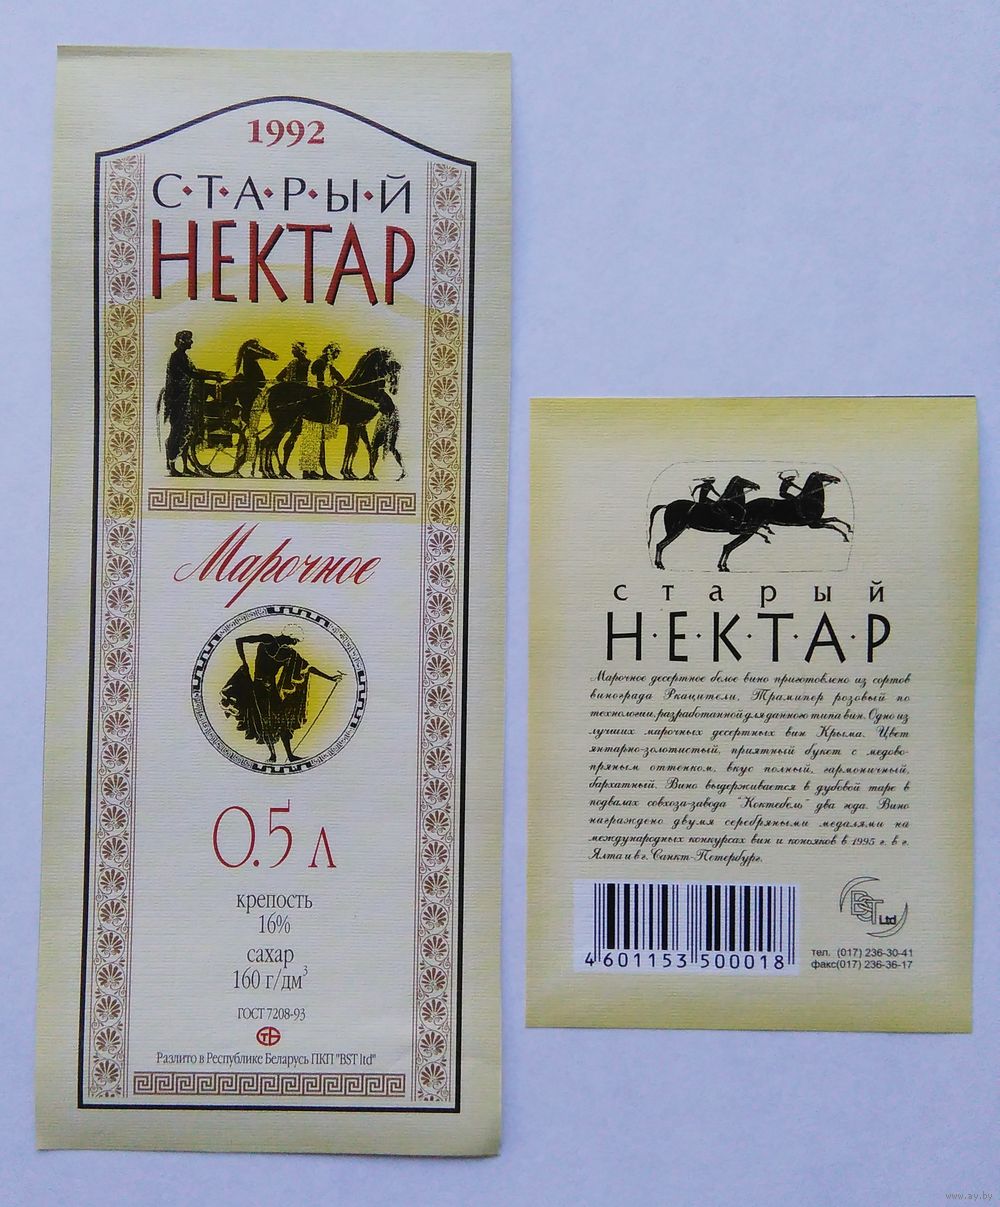 1992
С·Т·А·Р·Ы·Й
НЕКТАР
Марочное
0.5 л
крепость
16%
сахар
160 г/дм³
ГОСТ 7208-93
СТБ
Разлито в Республике Беларусь ПКП "BST ltd"
старый
Н·Е·К·Т·А·Р
Марочное десертное белое вино приготовлено из сортов
винограда Ркацители, Трамипер розовый по
технологии, разработанной для данного типа вин. Одно из
лучших марочных десертных вин Крыма. Цвет
янтарно-золотистый, приятный букет с медово-
пряным оттенком, вкус полный, гармоничный,
бархатный. Вино выдерживается в дубовой таре в
подвалах совхоза-завода "Коктебель" два года. Вино
награждено двумя серебряными медалями на
международных конкурсах вин и коньяков в 1995 г. в г.
Ялта и в г. Санкт-Петербург.
BST Ltd
4 601153 500018
тел. (017) 236-30-41
факс(017) 236-36-17
www.ay.by